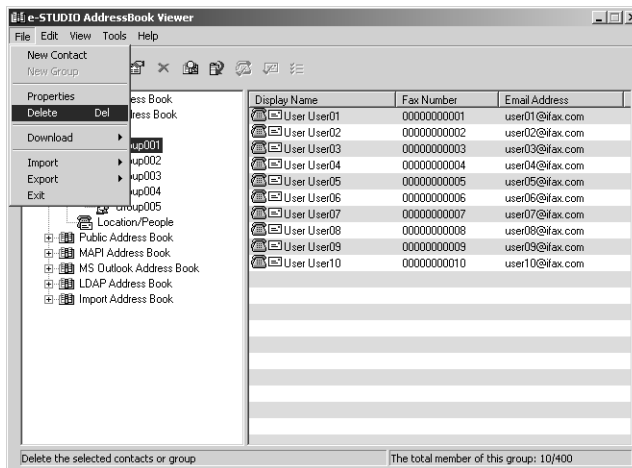 e-STUDIO AddressBook Viewer
File Edit View Tools Help
New Contact
New Group
Properties
Delete Del
Download
Import
Export
Exit
ess Book
ress Book
up001
up002
up003
up004
Group005
Location/People
Public Address Book
MAPI Address Book
MS Outlook Address Book
LDAP Address Book
Import Address Book
Display Name Fax Number Email Address
User User01 00000000001 user01@ifax.com
User User02 00000000002 user02@ifax.com
User User03 00000000003 user03@ifax.com
User User04 00000000004 user04@ifax.com
User User05 00000000005 user05@ifax.com
User User06 00000000006 user06@ifax.com
User User07 00000000007 user07@ifax.com
User User08 00000000008 user08@ifax.com
User User09 00000000009 user09@ifax.com
User User10 00000000010 user10@ifax.com
Delete the selected contacts or group
The total member of this group: 10/400